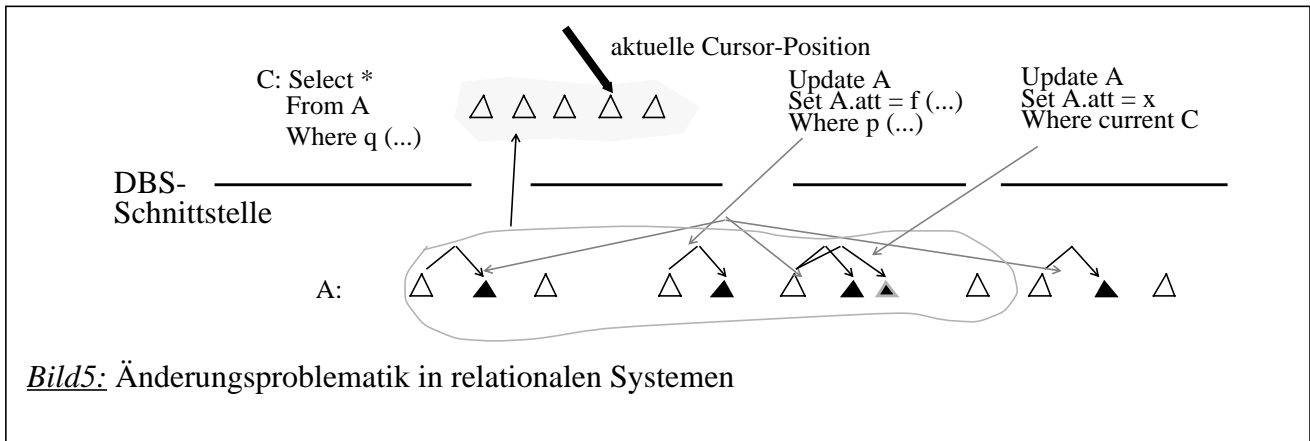 aktuelle Cursor-Position
C: Select *
From A
Where q (...)
Update A
Set A.att = f (...)
Where p (...)
Update A
Set A.att = x
Where current C
DBS-
Schnittstelle
A:
Bild5: Änderungsproblematik in relationalen Systemen